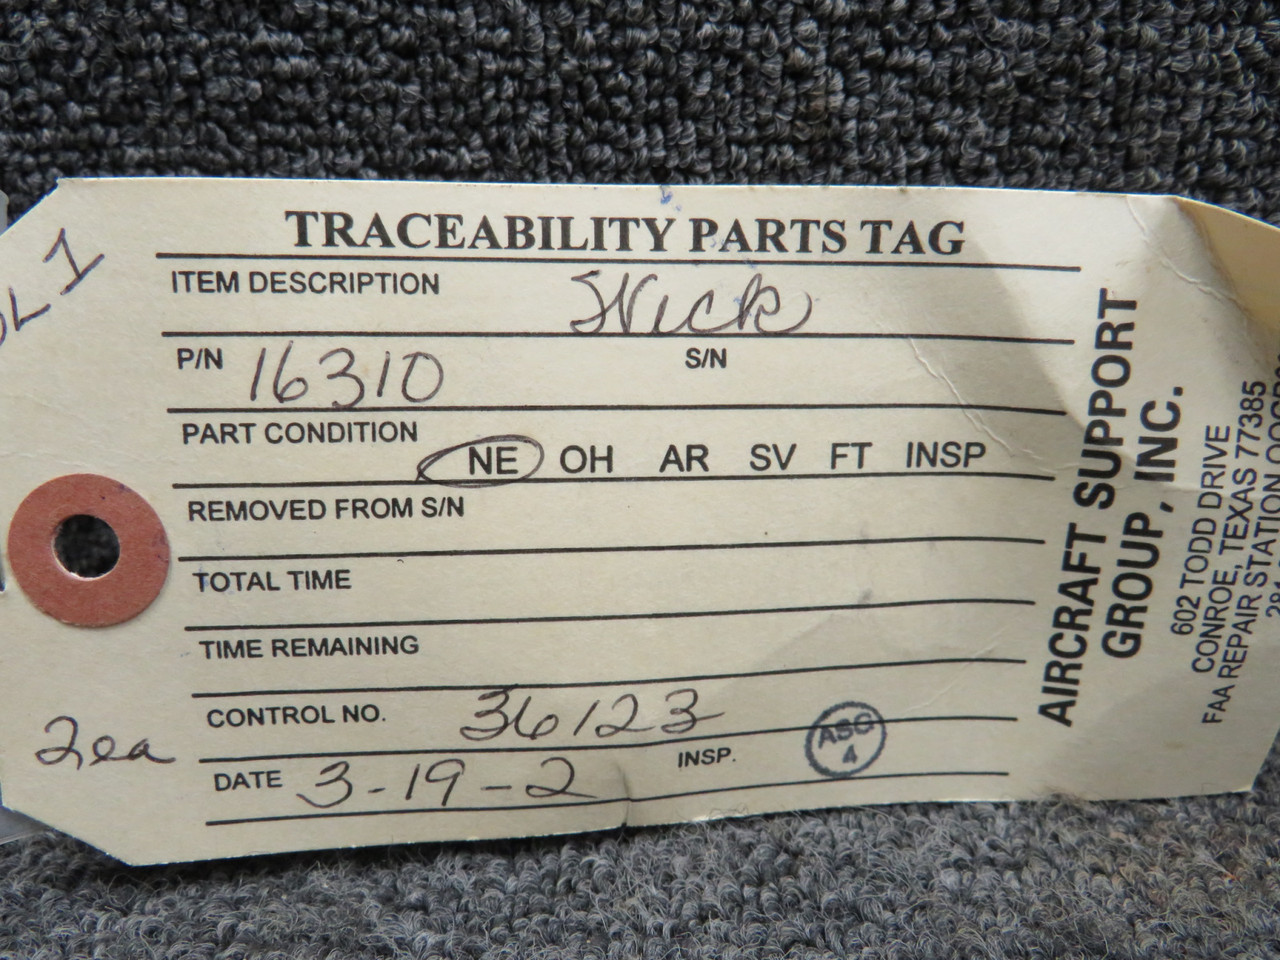 TRACEABILITY PARTS TAG
ITEM DESCRIPTION
P/N 16310 S/N
PART CONDITION
NE OH AR SV FT INSP
REMOVED FROM S/N
TOTAL TIME
TIME REMAINING
CONTROL NO. 36123
DATE 3-19-2 INSP. ASG 4
2ea
L1
AIRCRAFT SUPPORT
GROUP, INC.
602 TODD DRIVE
CONROE, TEXAS 77385
FAA REPAIR STATION